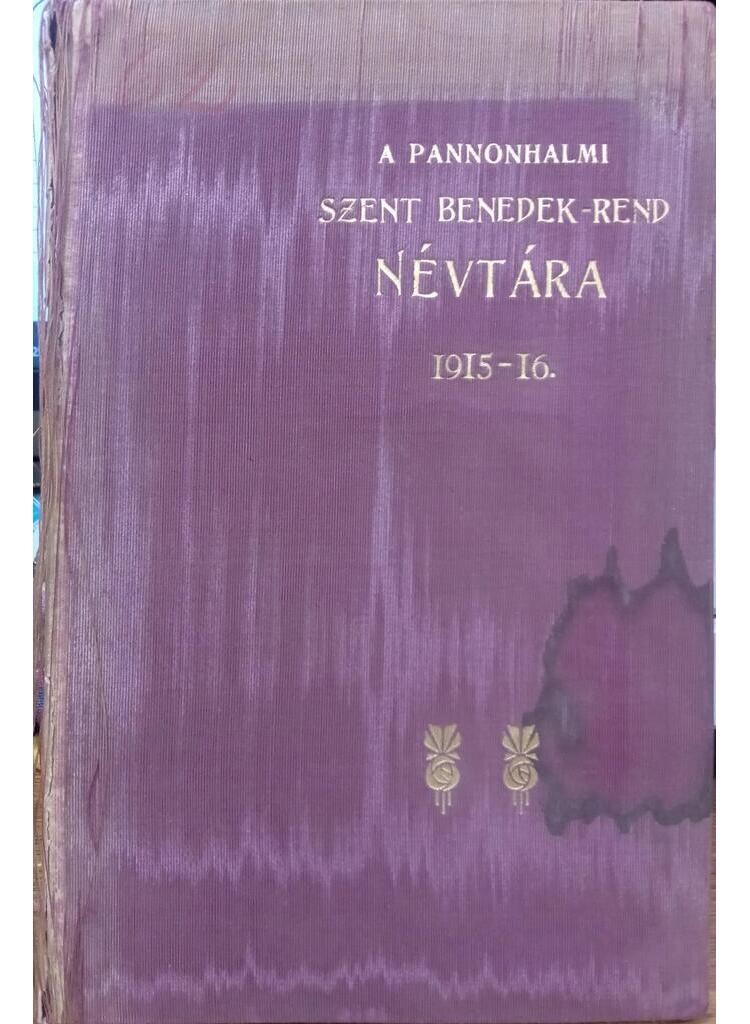 A PANNONHALMI
SZENT BENEDEK-REND
NÉVTÁRA
1915-16.